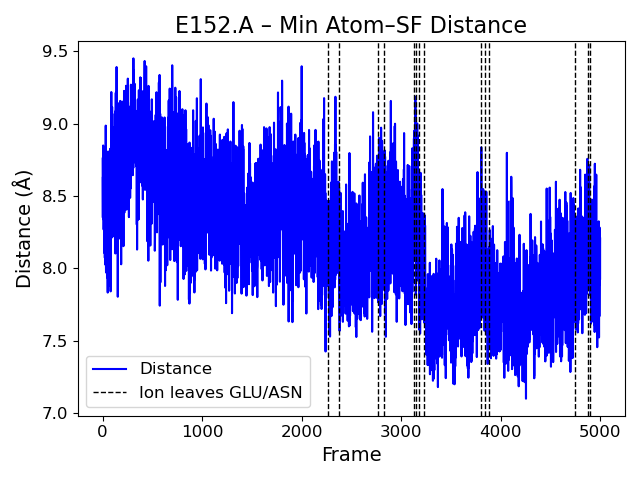 E152.A – Min Atom–SF Distance
9.5
9.0
8.5
8.0
7.5
7.0
Distance (Å)
Distance
Ion leaves GLU/ASN
0 1000 2000 3000 4000 5000
Frame